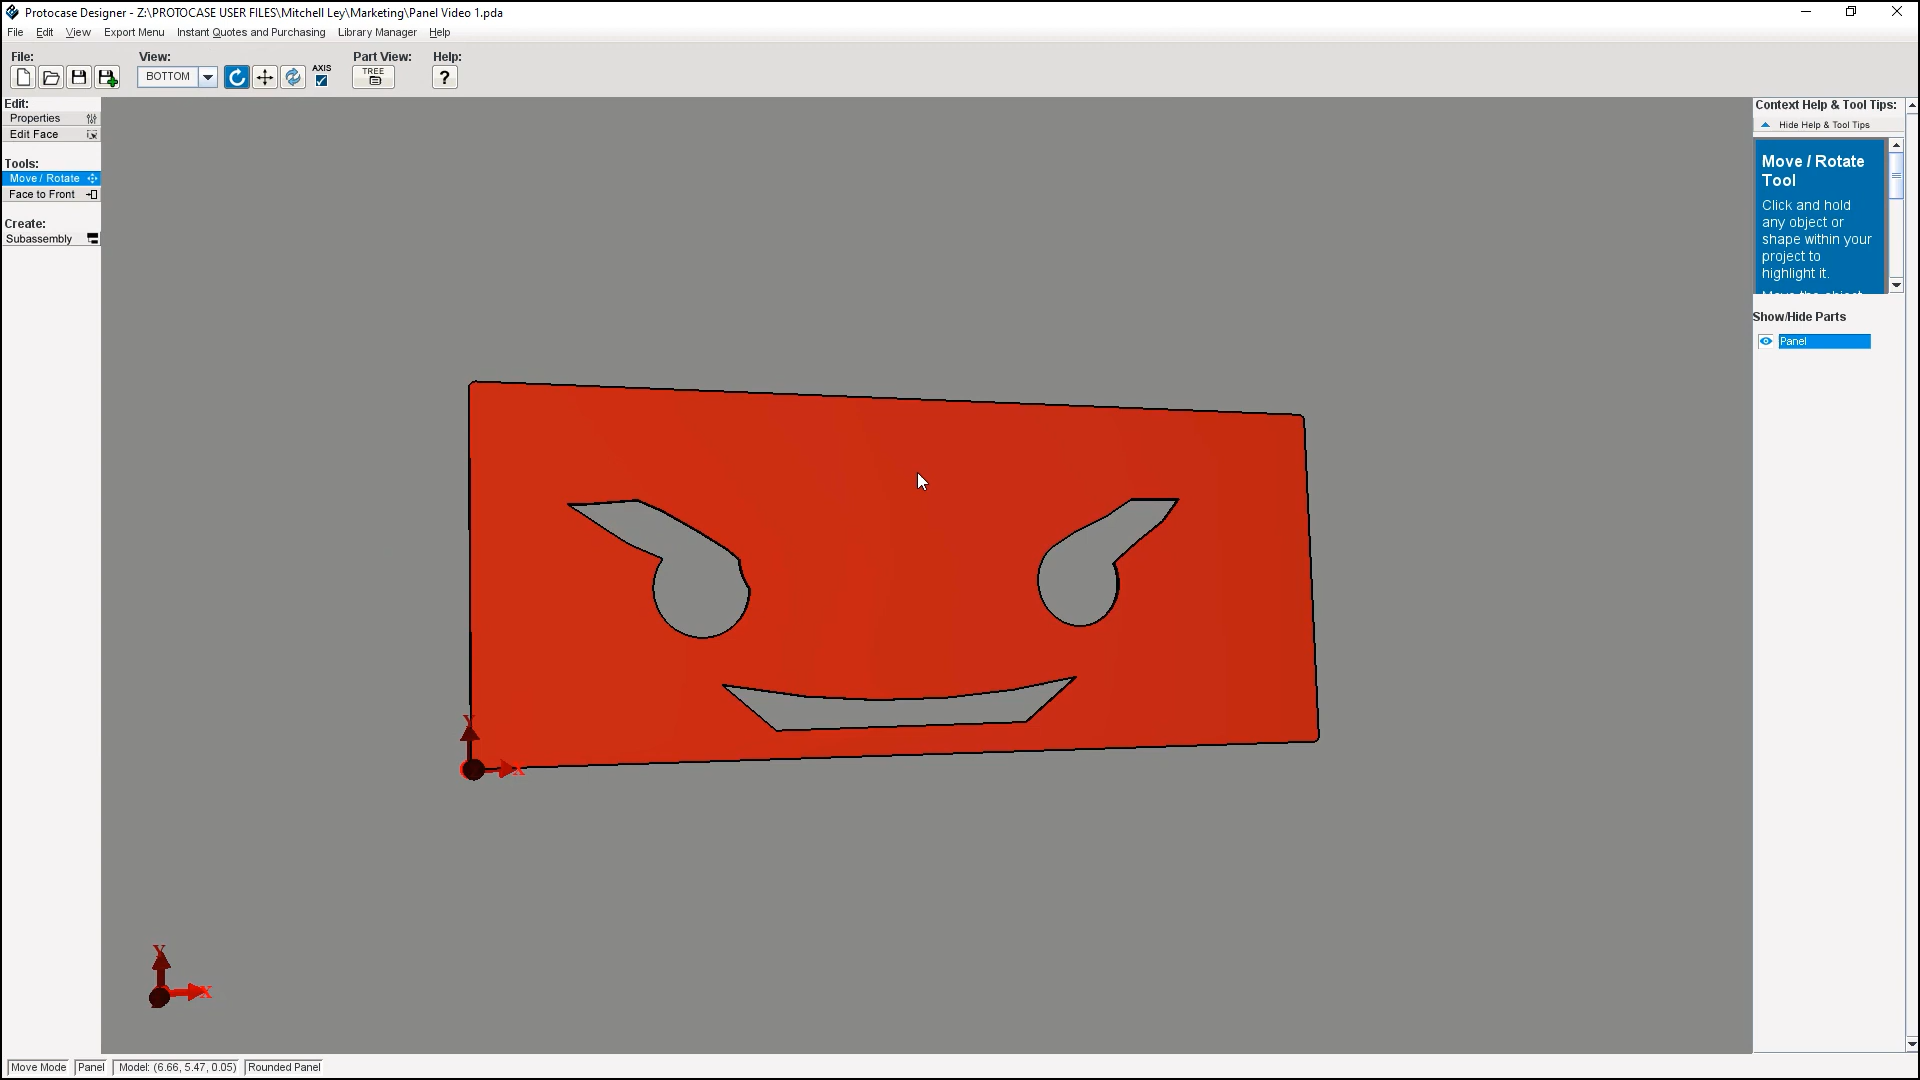 Protocase Designer - Z:\PROTOCASE USER FILES\Mitchell Ley\Marketing\Panel Video 1.pda
File Edit View Export Menu Instant Quotes and Purchasing Library Manager Help
File: View: Part View: Help:
BOTTOM AXIS TREE ?
Edit:
Properties
Edit Face
Tools:
Move / Rotate
Face to Front
Create:
Subassembly
Context Help & Tool Tips:
Hide Help & Tool Tips
Move / Rotate
Tool
Click and hold
any object or
shape within your
project to
highlight it.
Move the object
Show/Hide Parts
Panel
Y
X
Y
X
Move Mode Panel Model: (6.66, 5.47, 0.05) Rounded Panel